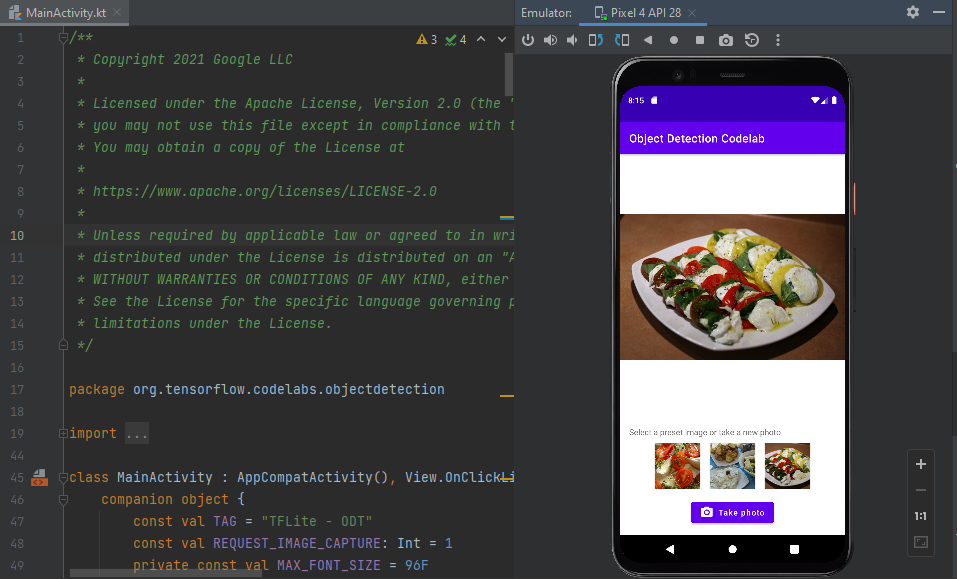 MainActivity.kt
Emulator: Pixel 4 API 28
3 4
1 /**
2 * Copyright 2021 Google LLC
3 *
4 * Licensed under the Apache License, Version 2.0 (the "
5 * you may not use this file except in compliance with t
6 * You may obtain a copy of the License at
7 *
8 * https://www.apache.org/licenses/LICENSE-2.0
9 *
10 * Unless required by applicable law or agreed to in wri
11 * distributed under the License is distributed on an "A
12 * WITHOUT WARRANTIES OR CONDITIONS OF ANY KIND, either
13 * See the License for the specific language governing p
14 * limitations under the License.
15 */
16
17 package org.tensorflow.codelabs.objectdetection
18
19 import ...
44
45 class MainActivity : AppCompatActivity(), View.OnClickLi
46 companion object {
47 const val TAG = "TFLite - ODT"
48 const val REQUEST_IMAGE_CAPTURE: Int = 1
49 private const val MAX_FONT_SIZE = 96F
8:15
Object Detection Codelab
Select a preset image or take a new photo
Take photo
1:1